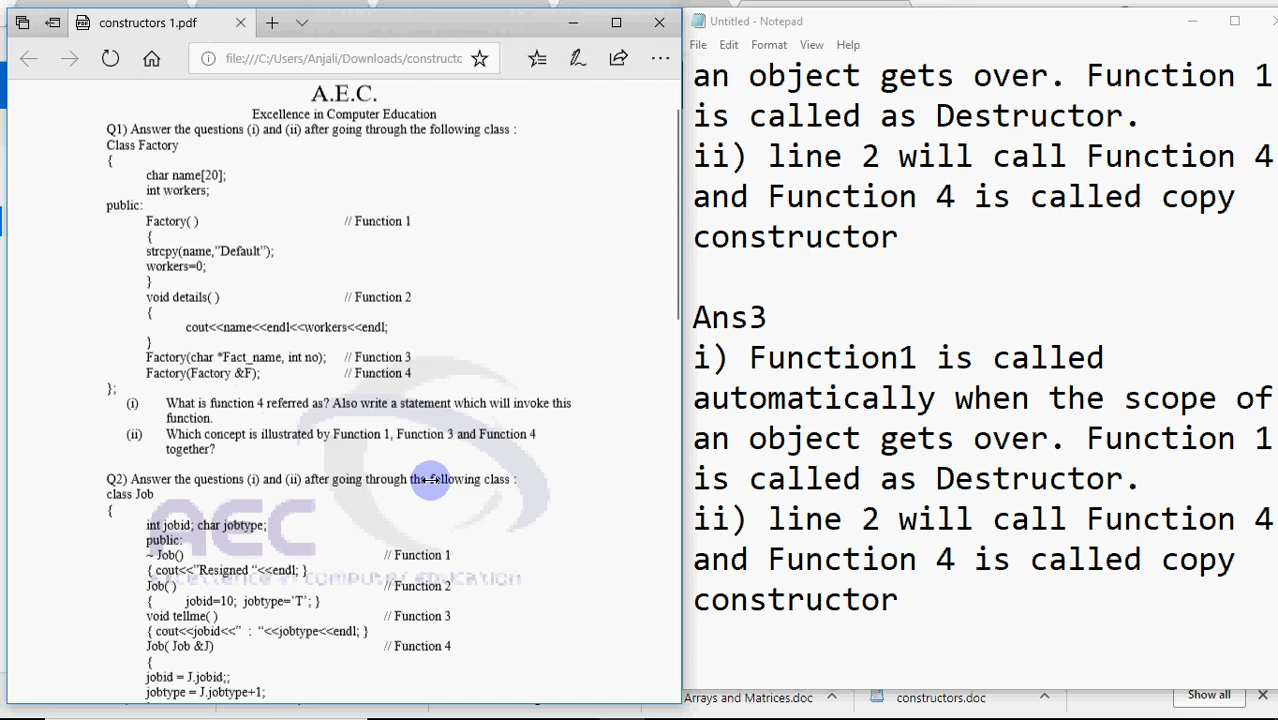 constructors 1.pdf
file:///C:/Users/Anjali/Downloads/constructc
A.E.C.
Excellence in Computer Education
Q1) Answer the questions (i) and (ii) after going through the following class :
Class Factory
{
char name[20];
int workers;
public:
Factory( ) // Function 1
{
strcpy(name,"Default");
workers=0;
}
void details( ) // Function 2
{
cout<<name<<endl<<workers<<endl;
}
Factory(char *Fact_name, int no); // Function 3
Factory(Factory &F); // Function 4
};
(i) What is function 4 referred as? Also write a statement which will invoke this
function.
(ii) Which concept is illustrated by Function 1, Function 3 and Function 4
together?
Q2) Answer the questions (i) and (ii) after going through the following class :
class Job
{
int jobid; char jobtype;
public:
~ Job() // Function 1
{ cout<<"Resigned "<<endl; }
Job( ) // Function 2
{ jobid=10; jobtype='T'; }
void tellme( ) // Function 3
{ cout<<jobid<<" : "<<jobtype<<endl; }
Job( Job &J) // Function 4
{
jobid = J.jobid;;
jobtype = J.jobtype+1;
AEC
Excellence in computer education
Untitled - Notepad
File Edit Format View Help
an object gets over. Function 1
is called as Destructor.
ii) line 2 will call Function 4
and Function 4 is called copy
constructor
Ans3
i) Function1 is called
automatically when the scope of
an object gets over. Function 1
is called as Destructor.
ii) line 2 will call Function 4
and Function 4 is called copy
constructor
Arrays and Matrices.doc
constructors.doc
Show all